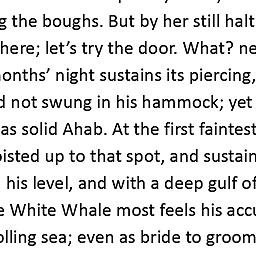 g the boughs. But by her still halt
here; let’s try the door. What? ne
onths’ night sustains its piercing,
d not swung in his hammock; yet
as solid Ahab. At the first faintest
oisted up to that spot, and sustain
his level, and with a deep gulf of
e White Whale most feels his accu
olling sea; even as bride to groom